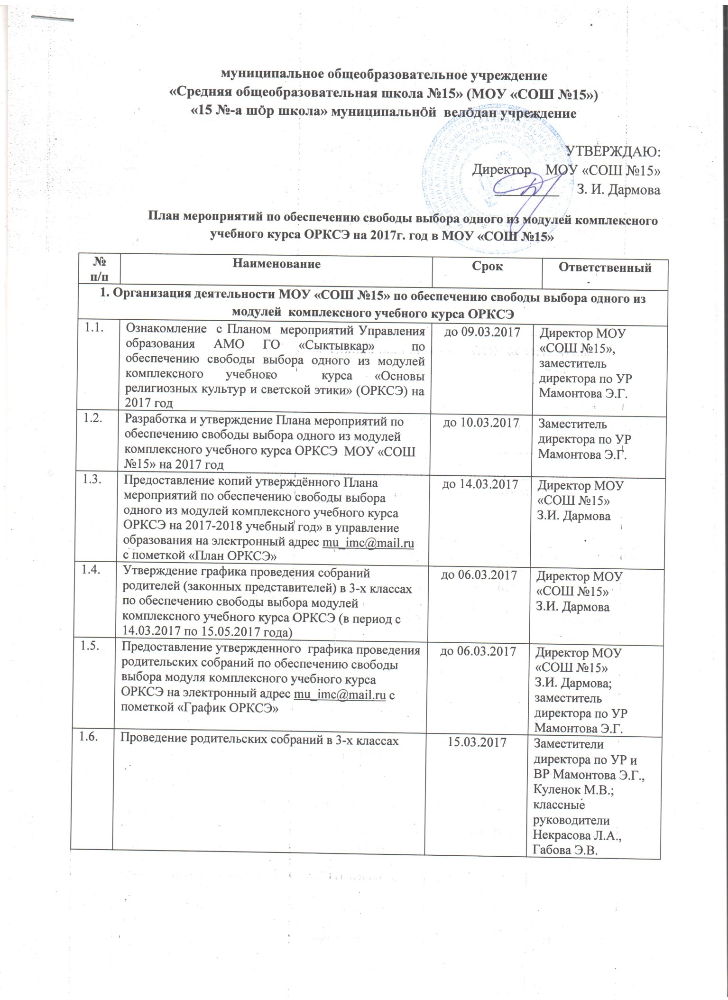 муниципальное общеобразовательное учреждение
«Средняя общеобразовательная школа №15» (МОУ «СОШ №15»)
«15 №-а шӧр школа» муниципальнӧй велӧдан учреждение
УТВЕРЖДАЮ:
Директор МОУ «СОШ №15»
З. И. Дармова
План мероприятий по обеспечению свободы выбора одного из модулей комплексного
учебного курса ОРКСЭ на 2017г. год в МОУ «СОШ №15»
№
п/п
Наименование
Срок
Ответственный
1. Организация деятельности МОУ «СОШ №15» по обеспечению свободы выбора одного из
модулей комплексного учебного курса ОРКСЭ
1.1.
Ознакомление с Планом мероприятий Управления
образования АМО ГО «Сыктывкар» по
обеспечению свободы выбора одного из модулей
комплексного учебного курса «Основы
религиозных культур и светской этики» (ОРКСЭ) на
2017 год
до 09.03.2017
Директор МОУ
«СОШ №15»,
заместитель
директора по УР
Мамонтова Э.Г.
1.2.
Разработка и утверждение Плана мероприятий по
обеспечению свободы выбора одного из модулей
комплексного учебного курса ОРКСЭ МОУ «СОШ
№15» на 2017 год
до 10.03.2017
Заместитель
директора по УР
Мамонтова Э.Г.
1.3.
Предоставление копий утверждённого Плана
мероприятий по обеспечению свободы выбора
одного из модулей комплексного учебного курса
ОРКСЭ на 2017-2018 учебный год» в управление
образования на электронный адрес mu_imc@mail.ru
с пометкой «План ОРКСЭ»
до 14.03.2017
Директор МОУ
«СОШ №15»
З.И. Дармова
1.4.
Утверждение графика проведения собраний
родителей (законных представителей) в 3-х классах
по обеспечению свободы выбора модулей
комплексного учебного курса ОРКСЭ (в период с
14.03.2017 по 15.05.2017 года)
до 06.03.2017
Директор МОУ
«СОШ №15»
З.И. Дармова
1.5.
Предоставление утвержденного графика проведения
родительских собраний по обеспечению свободы
выбора модуля комплексного учебного курса
ОРКСЭ на электронный адрес mu_imc@mail.ru с
пометкой «График ОРКСЭ»
до 06.03.2017
Директор МОУ
«СОШ №15»
З.И. Дармова;
заместитель
директора по УР
Мамонтова Э.Г.
1.6.
Проведение родительских собраний в 3-х классах
15.03.2017
Заместители
директора по УР и
ВР Мамонтова Э.Г.,
Куленок М.В.;
классные
руководители
Некрасова Л.А.,
Габова Э.В.